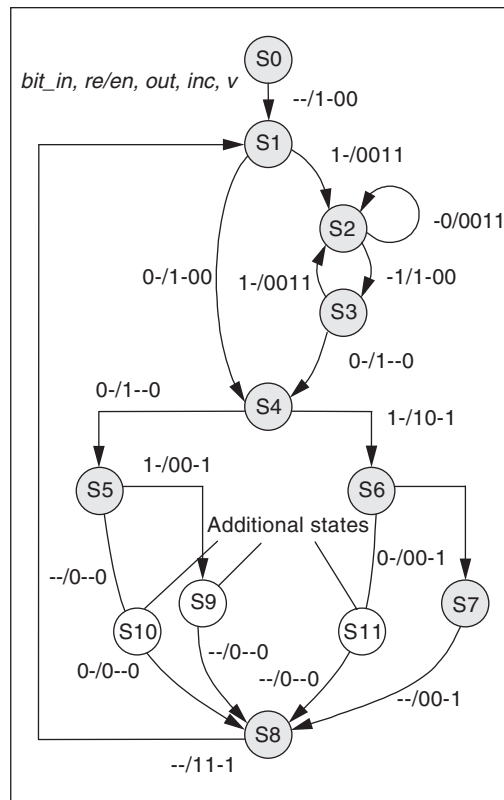 S0
bit_in, re/en, out, inc, v
--/1-00
S1
1-/0011
S2
-0/0011
0-/1-00
1-/0011
-1/1-00
S3
0-/1--0
S4
0-/1--0
1-/10-1
S5
1-/00-1
S6
Additional states
0-/00-1
--/0--0
S9
S7
S10
S11
0-/0--0
--/0--0
--/0--0
--/00-1
S8
--/11-1